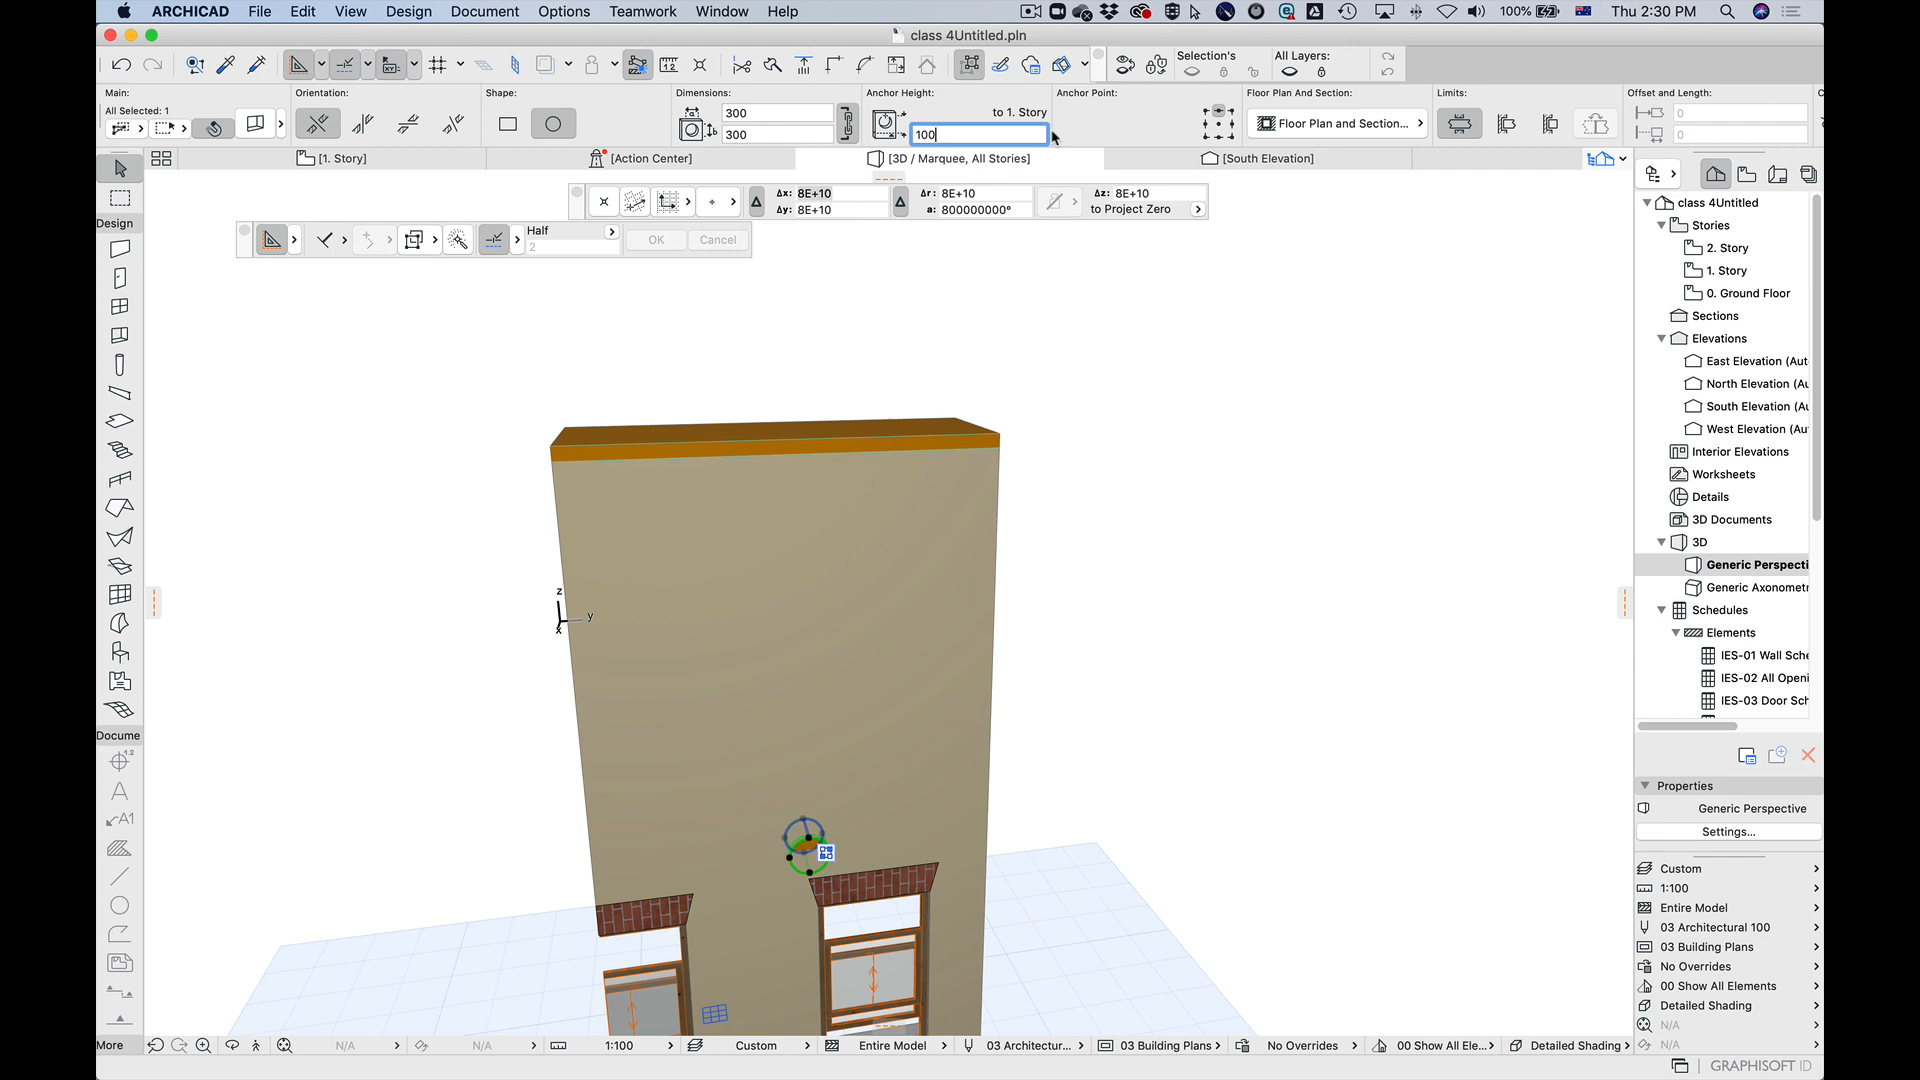 ARCHICAD File Edit View Design Document Options Teamwork Window Help 100% Thu 2:30 PM
class 4Untitled.pln
Selection's
All Layers:
Main:
All Selected: 1
Orientation:
Shape:
Dimensions:
300
300
Anchor Height:
to 1. Story
100
Anchor Point:
Floor Plan And Section:
Floor Plan and Section...
Limits:
Offset and Length:
0
0
[1. Story]
[Action Center]
[3D / Marquee, All Stories]
[South Elevation]
Δx: 8E+10
Δy: 8E+10
Δr: 8E+10
a: 800000000°
Δz: 8E+10
to Project Zero
Half
2
OK
Cancel
Design
Docume
More
z
y
x
class 4Untitled
Stories
2. Story
1. Story
0. Ground Floor
Sections
Elevations
East Elevation (Au
North Elevation (Au
South Elevation (Au
West Elevation (Au
Interior Elevations
Worksheets
Details
3D Documents
3D
Generic Perspecti
Generic Axonomet
Schedules
Elements
IES-01 Wall Sche
IES-02 All Openi
IES-03 Door Sch
Properties
Generic Perspective
Settings...
Custom
1:100
Entire Model
03 Architectural 100
03 Building Plans
No Overrides
00 Show All Elements
Detailed Shading
N/A
N/A
N/A
N/A
1:100
Custom
Entire Model
03 Architectur...
03 Building Plans
No Overrides
00 Show All Ele...
Detailed Shading
GRAPHISOFT ID